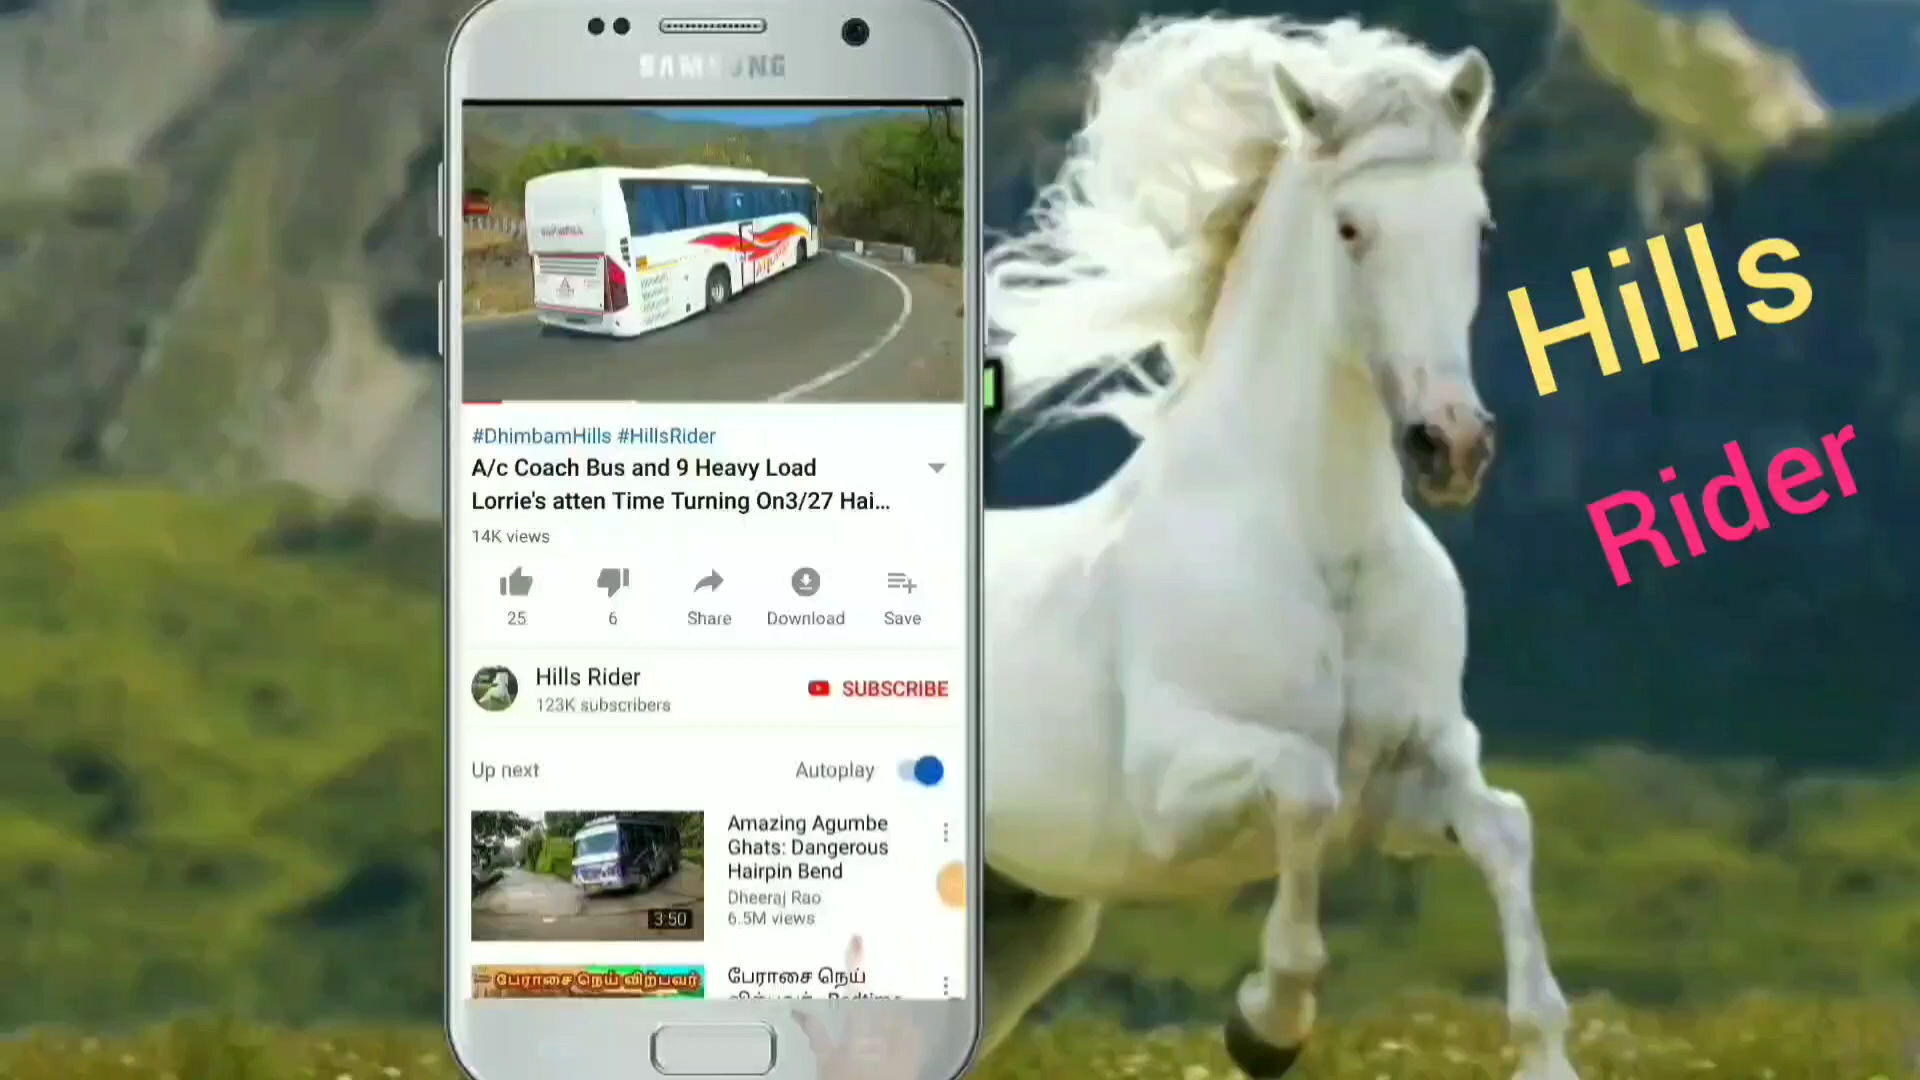 SAMSUNG
#DhimbamHills #HillsRider
A/c Coach Bus and 9 Heavy Load
Lorrie's atten Time Turning On3/27 Hai...
14K views
25
6
Share
Download
Save
Hills Rider
123K subscribers
SUBSCRIBE
Up next
Autoplay
3:50
Amazing Agumbe
Ghats: Dangerous
Hairpin Bend
Dheeraj Rao
6.5M views
பேராசை நெய் விற்பவர்
பேராசை நெய்
Hills
Rider